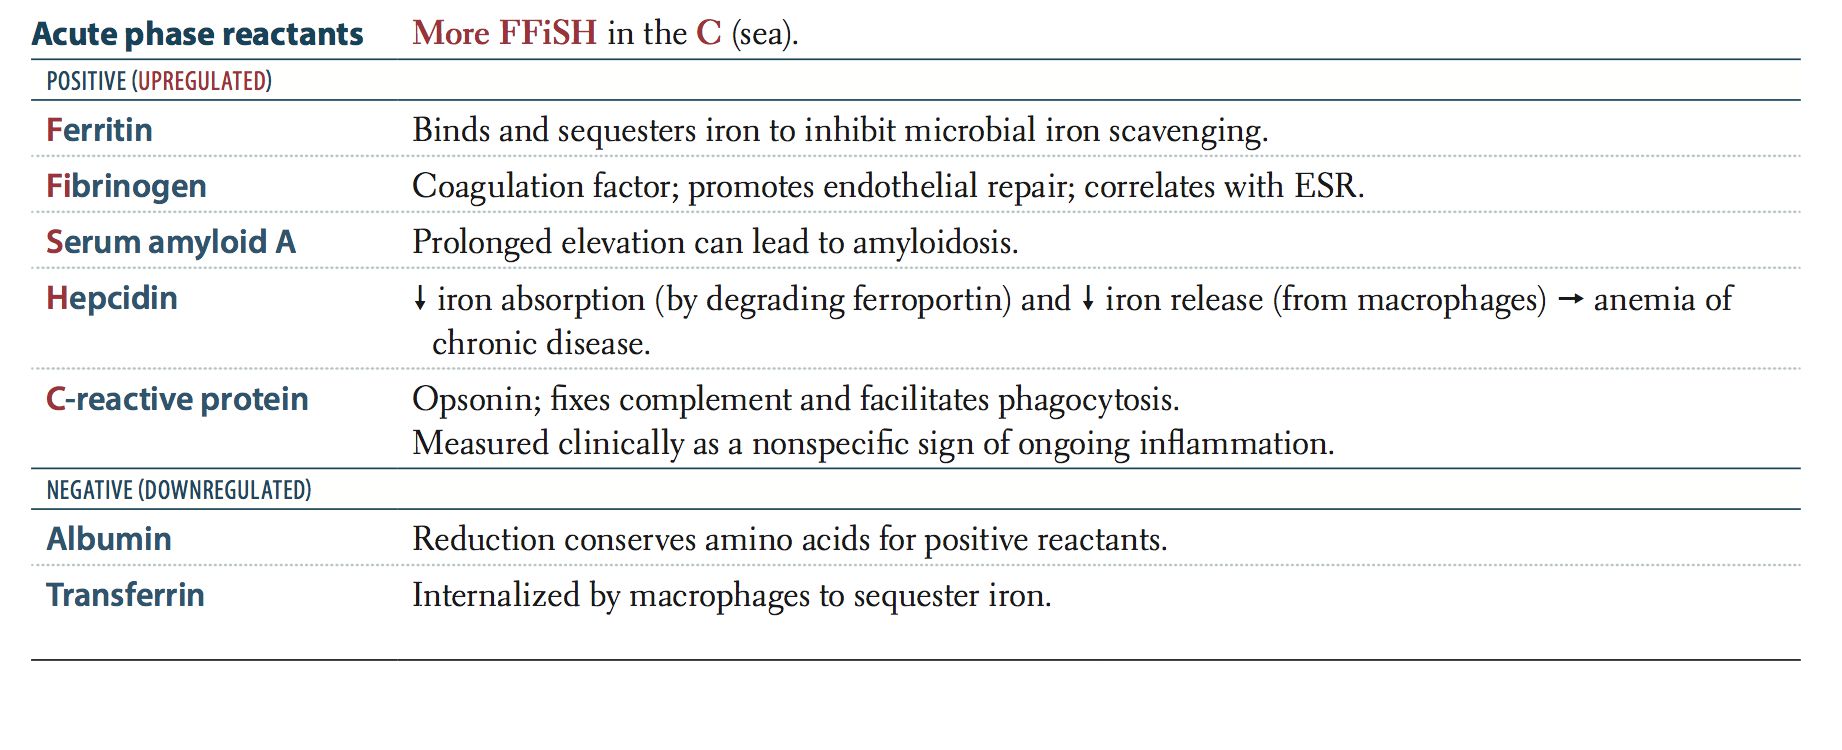 Acute phase reactants More FFiSH in the C (sea).
POSITIVE (UPREGULATED)
Ferritin Binds and sequesters iron to inhibit microbial iron scavenging.
Fibrinogen Coagulation factor; promotes endothelial repair; correlates with ESR.
Serum amyloid A Prolonged elevation can lead to amyloidosis.
Hepcidin ↓ iron absorption (by degrading ferroportin) and ↓ iron release (from macrophages) → anemia of
chronic disease.
C-reactive protein Opsonin; fixes complement and facilitates phagocytosis.
Measured clinically as a nonspecific sign of ongoing inflammation.
NEGATIVE (DOWNREGULATED)
Albumin Reduction conserves amino acids for positive reactants.
Transferrin Internalized by macrophages to sequester iron.